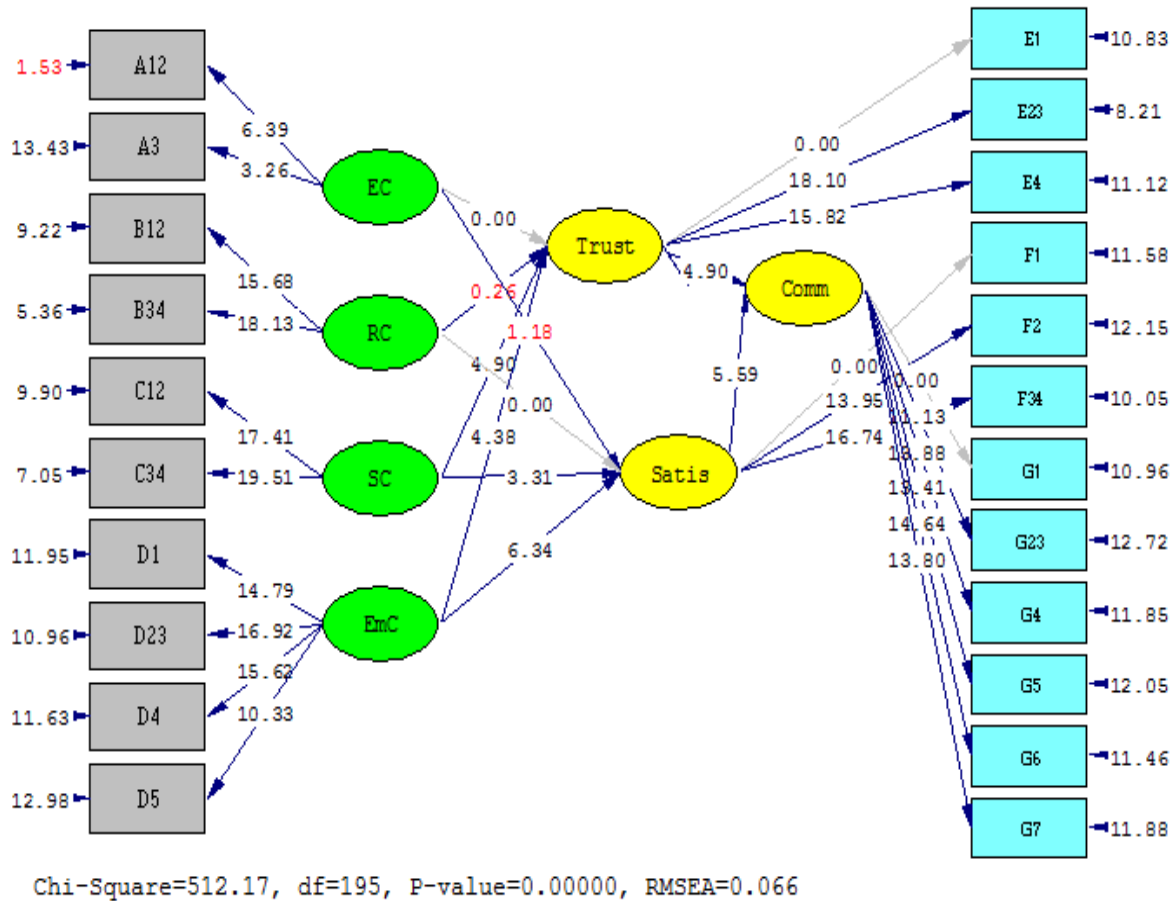 1.53 A12
13.43 A3
9.22 B12
5.36 B34
9.90 C12
7.05 C34
11.95 D1
10.96 D23
11.63 D4
12.98 D5
6.39
3.26
15.68
18.13
17.41
19.51
14.79
16.92
15.62
10.33
EC
RC
SC
EmC
0.00
0.26
1.18
4.90
0.00
4.38
3.31
6.34
Trust
Satis
Comm
4.90
5.59
0.00
18.10
15.82
0.00
13.95
16.74
0.00
11.13
13.41
14.64
13.80
E1 10.83
E23 8.21
E4 11.12
F1 11.58
F2 12.15
F34 10.05
G1 10.96
G23 12.72
G4 11.85
G5 12.05
G6 11.46
G7 11.88
Chi-Square=512.17, df=195, P-value=0.00000, RMSEA=0.066